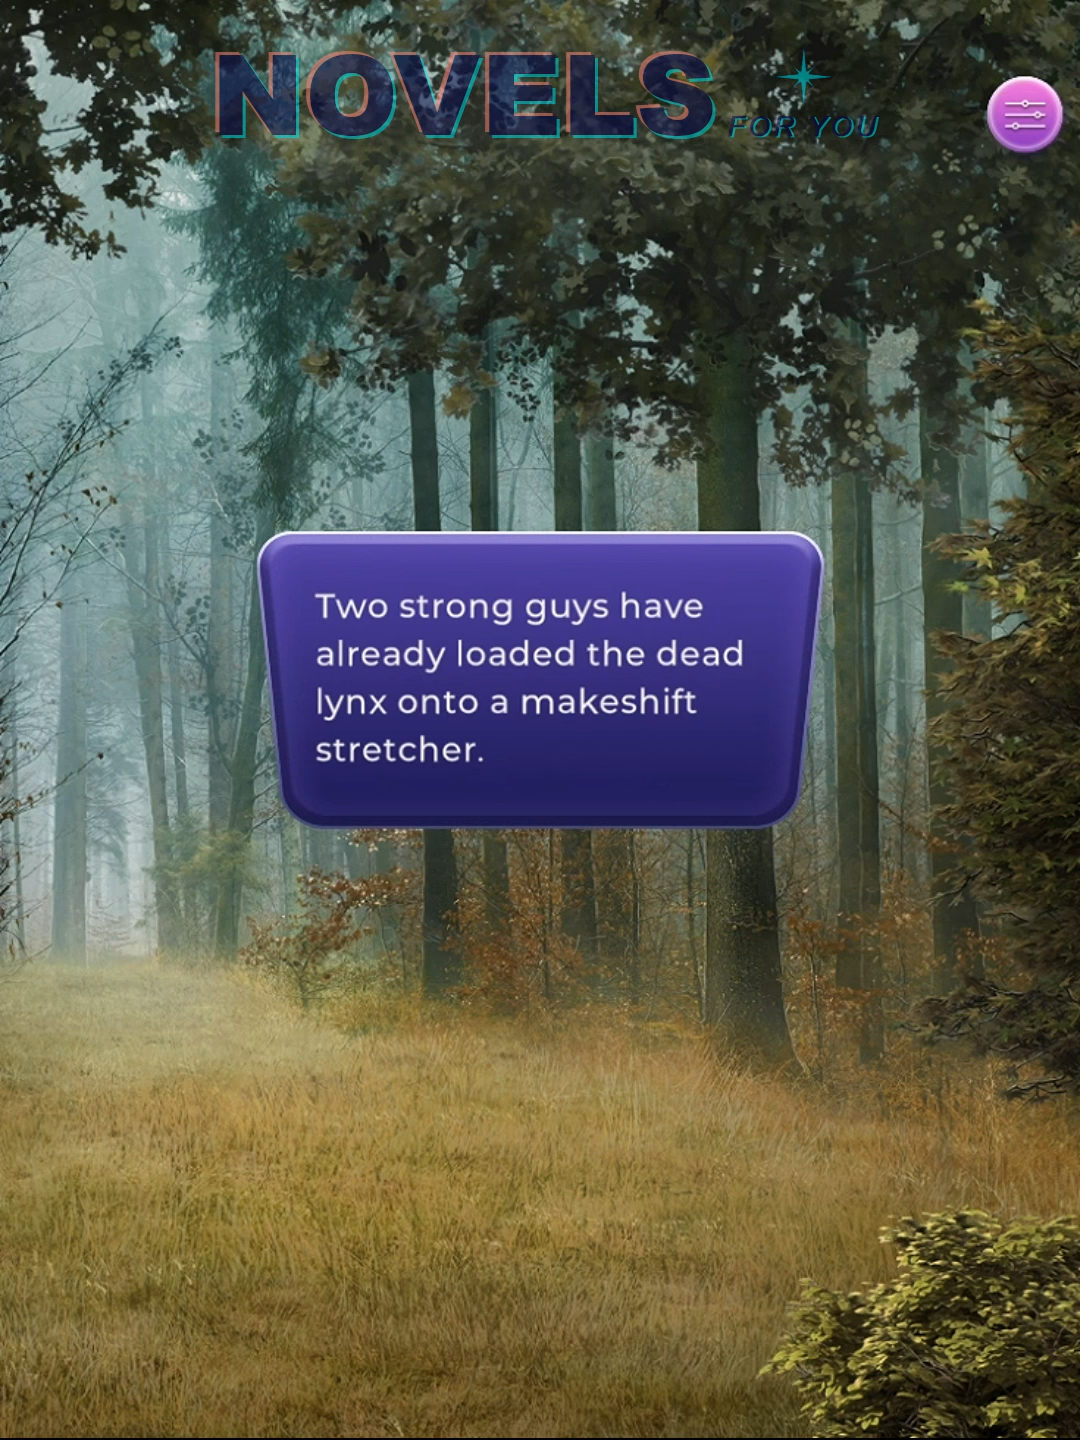 NOVELS
FOR YOU
Two strong guys have
already loaded the dead
lynx onto a makeshift
stretcher.